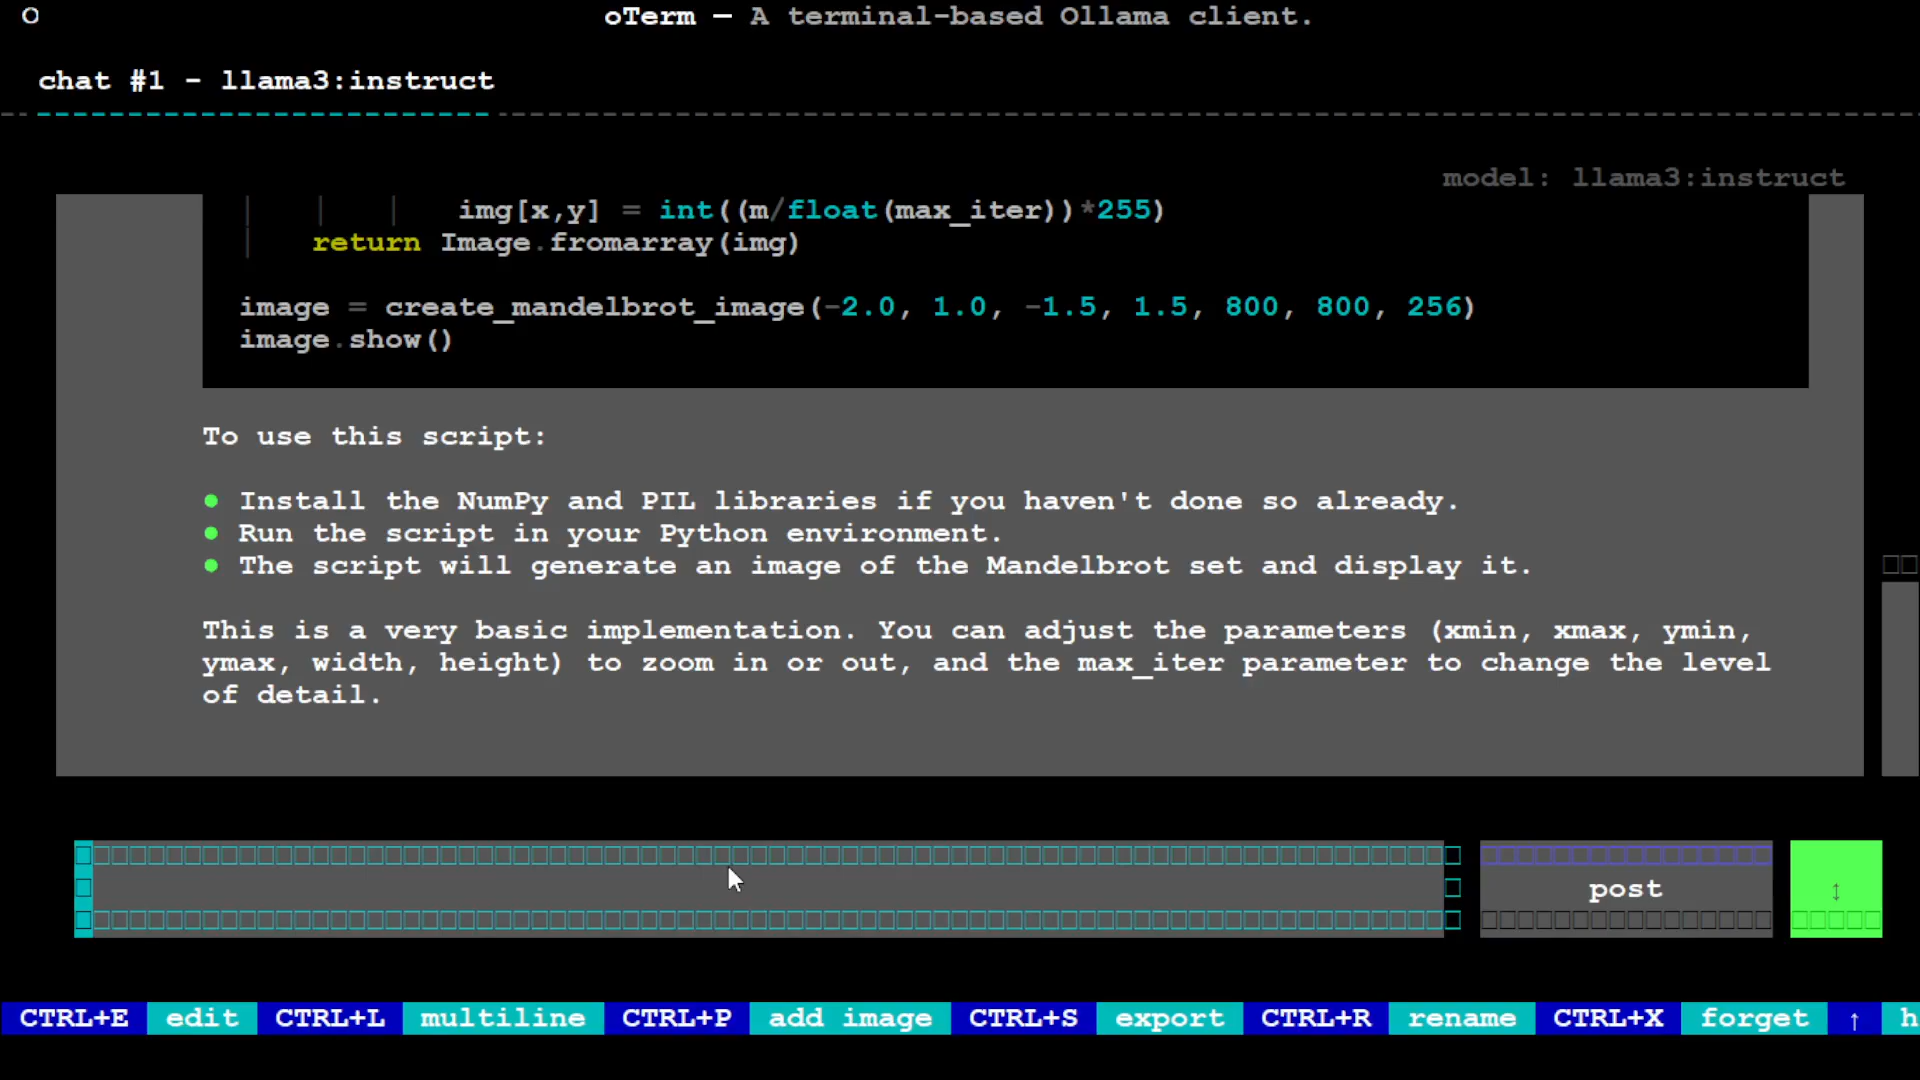 O oTerm — A terminal-based Ollama client.
chat #1 - llama3:instruct
model: llama3:instruct
img[x,y] = int((m/float(max_iter))*255)
return Image.fromarray(img)
image = create_mandelbrot_image(-2.0, 1.0, -1.5, 1.5, 800, 800, 256)
image.show()
To use this script:
● Install the NumPy and PIL libraries if you haven't done so already.
● Run the script in your Python environment.
● The script will generate an image of the Mandelbrot set and display it.
This is a very basic implementation. You can adjust the parameters (xmin, xmax, ymin,
ymax, width, height) to zoom in or out, and the max_iter parameter to change the level
of detail.
post ↕
CTRL+E edit CTRL+L multiline CTRL+P add image CTRL+S export CTRL+R rename CTRL+X forget ↑ h